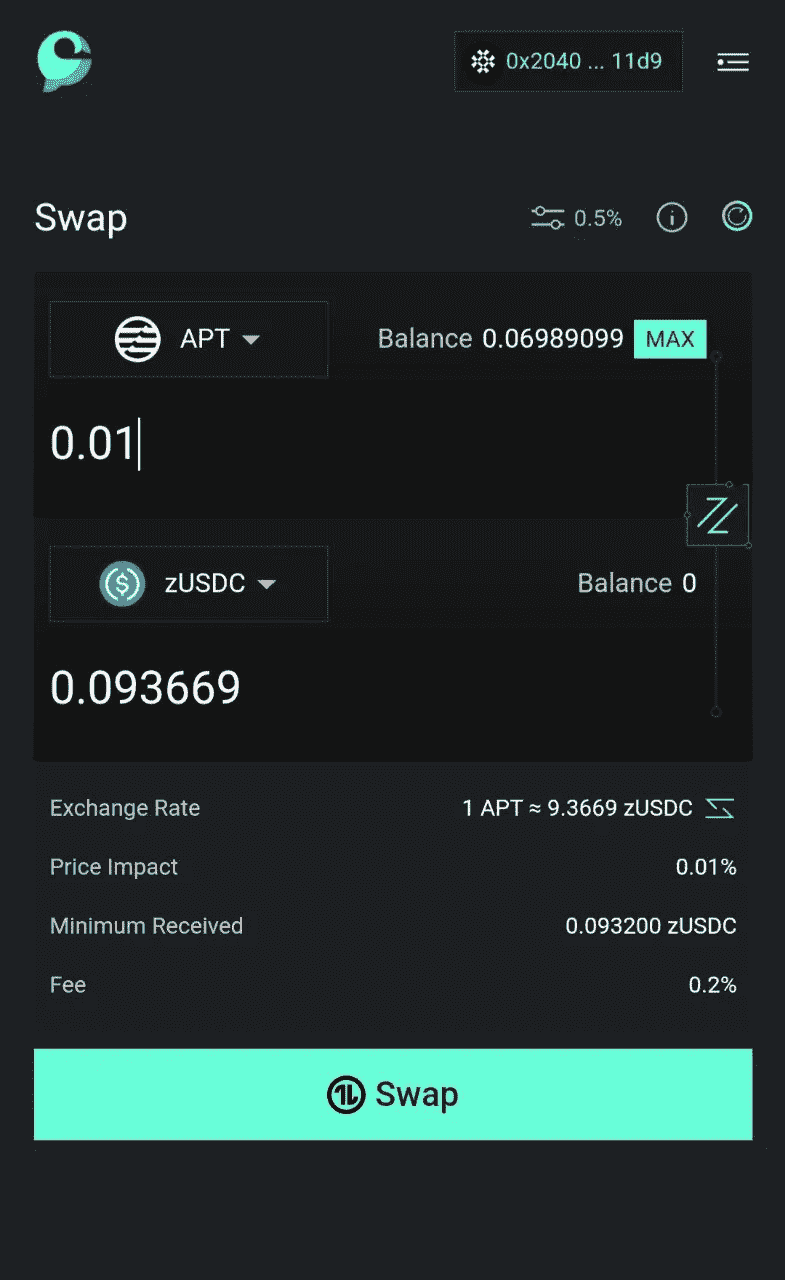 0x2040 ... 11d9
Swap
0.5%
APT
Balance 0.06989099 MAX
0.01
zUSDC
Balance 0
0.093669
Exchange Rate 1 APT ≈ 9.3669 zUSDC
Price Impact 0.01%
Minimum Received 0.093200 zUSDC
Fee 0.2%
Swap